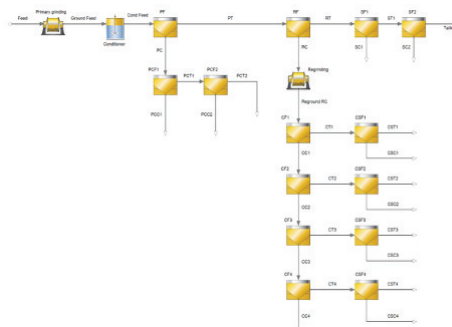 Primary grinding
Feed
Ground Feed
Cond Feed
Conditioner
PF
PT
RF
RT
SF1
ST1
SF2
PC
RC
SC1
SC2
PCF1
PCT1
PCF2
PCT2
Regrinding
PCC1
PCC2
Reground RC
CF1
CT1
CSF1
CST1
CC1
CSC1
CF2
CT2
CSF2
CST2
CC2
CSC2
CF3
CT3
CSF3
CST3
CC3
CSC3
CF4
CT4
CSF4
CST4
CC4
CSC4